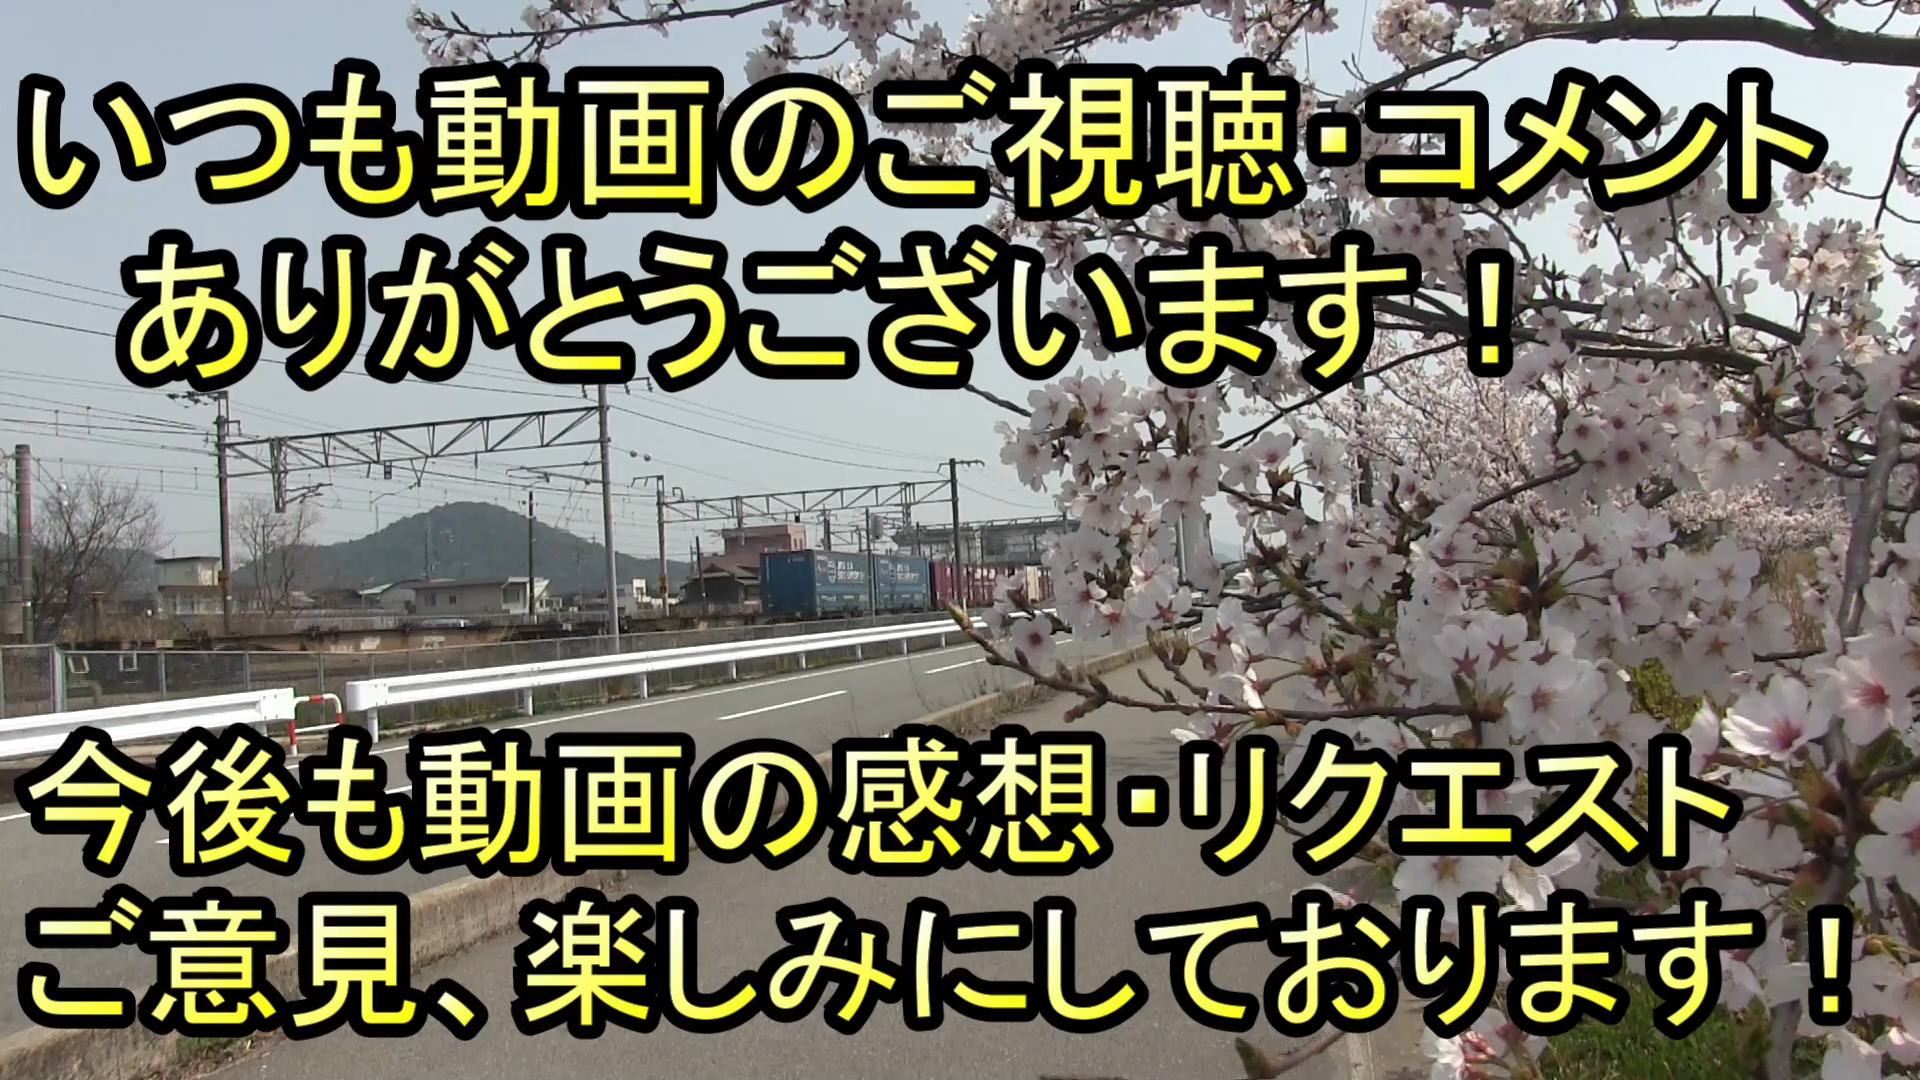 いつも動画のご視聴・コメント
ありがとうございます！
今後も動画の感想・リクエスト
ご意見、楽しみにしております！